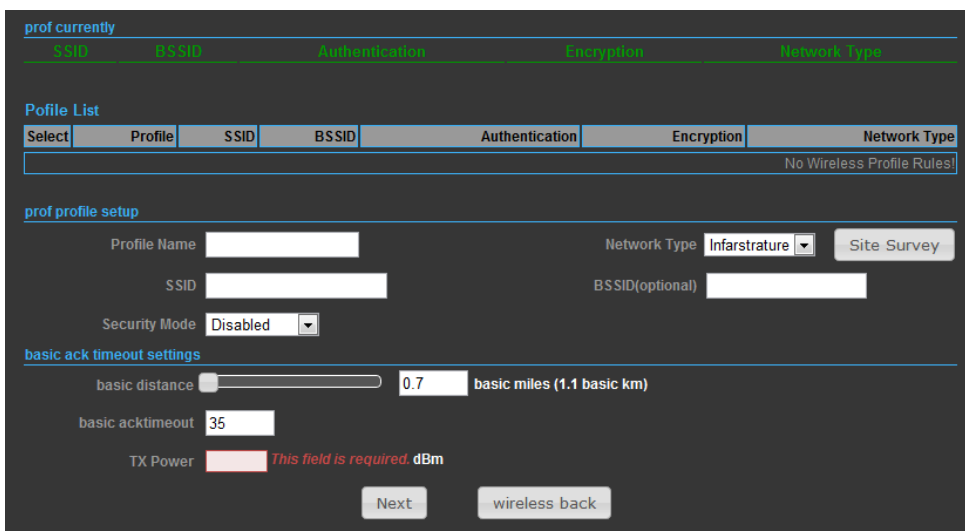 prof currently
SSID BSSID Authentication Encryption Network Type
Pofile List
Select Profile SSID BSSID Authentication Encryption Network Type
No Wireless Profile Rules!
prof profile setup
Profile Name Network Type Infarstrature Site Survey
SSID BSSID(optional)
Security Mode Disabled
basic ack timeout settings
basic distance 0.7 basic miles (1.1 basic km)
basic acktimeout 35
TX Power This field is required. dBm
Next wireless back